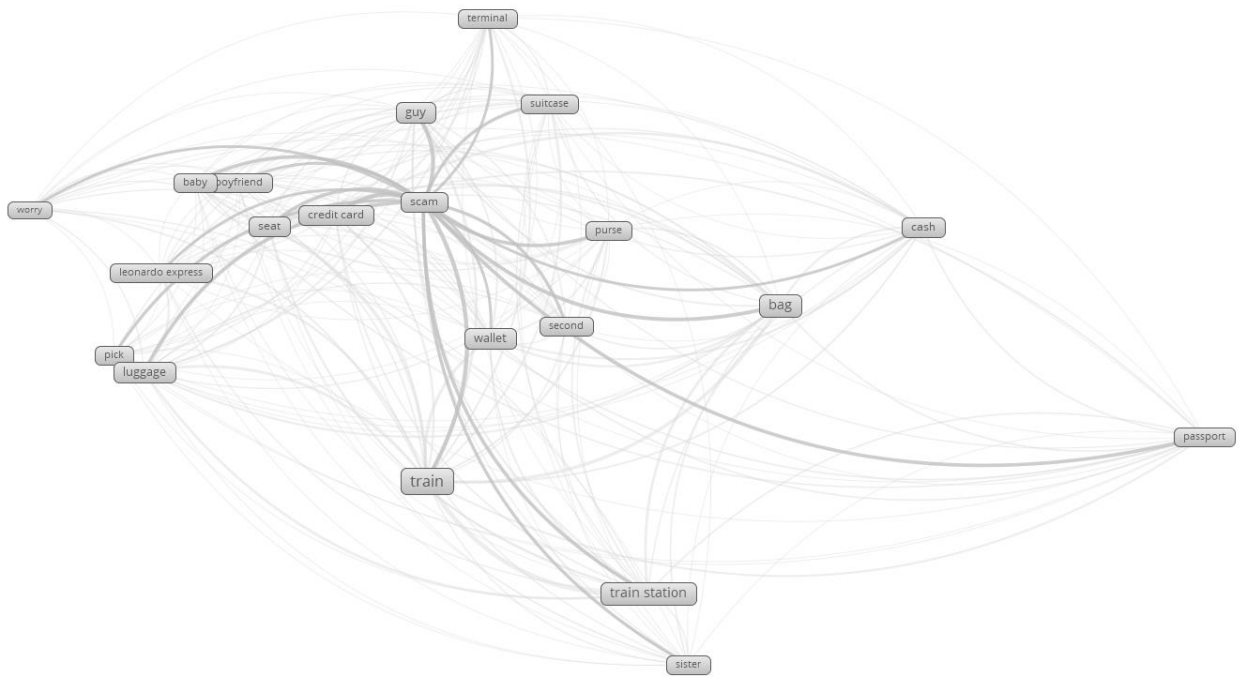 terminal
suitcase
guy
baby
boyfriend
worry
scam
credit card
seat
purse
cash
leonardo express
bag
second
wallet
pick
luggage
passport
train
train station
sister